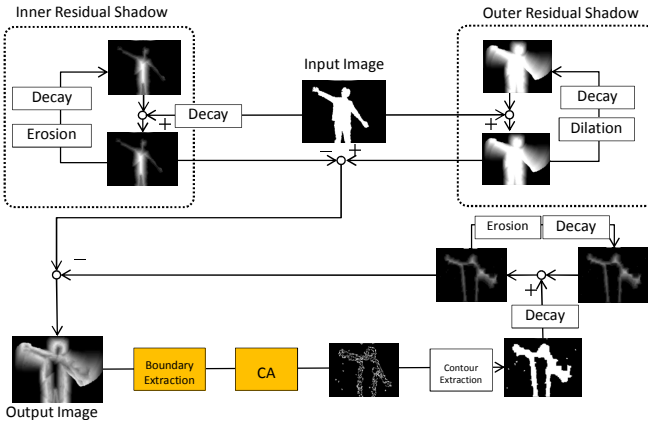 Inner Residual Shadow
Outer Residual Shadow
Input Image
Decay
Erosion
Decay
+
+
Decay
Dilation
−
+
Erosion
Decay
−
+
Decay
Boundary
Extraction
CA
Contour
Extraction
Output Image